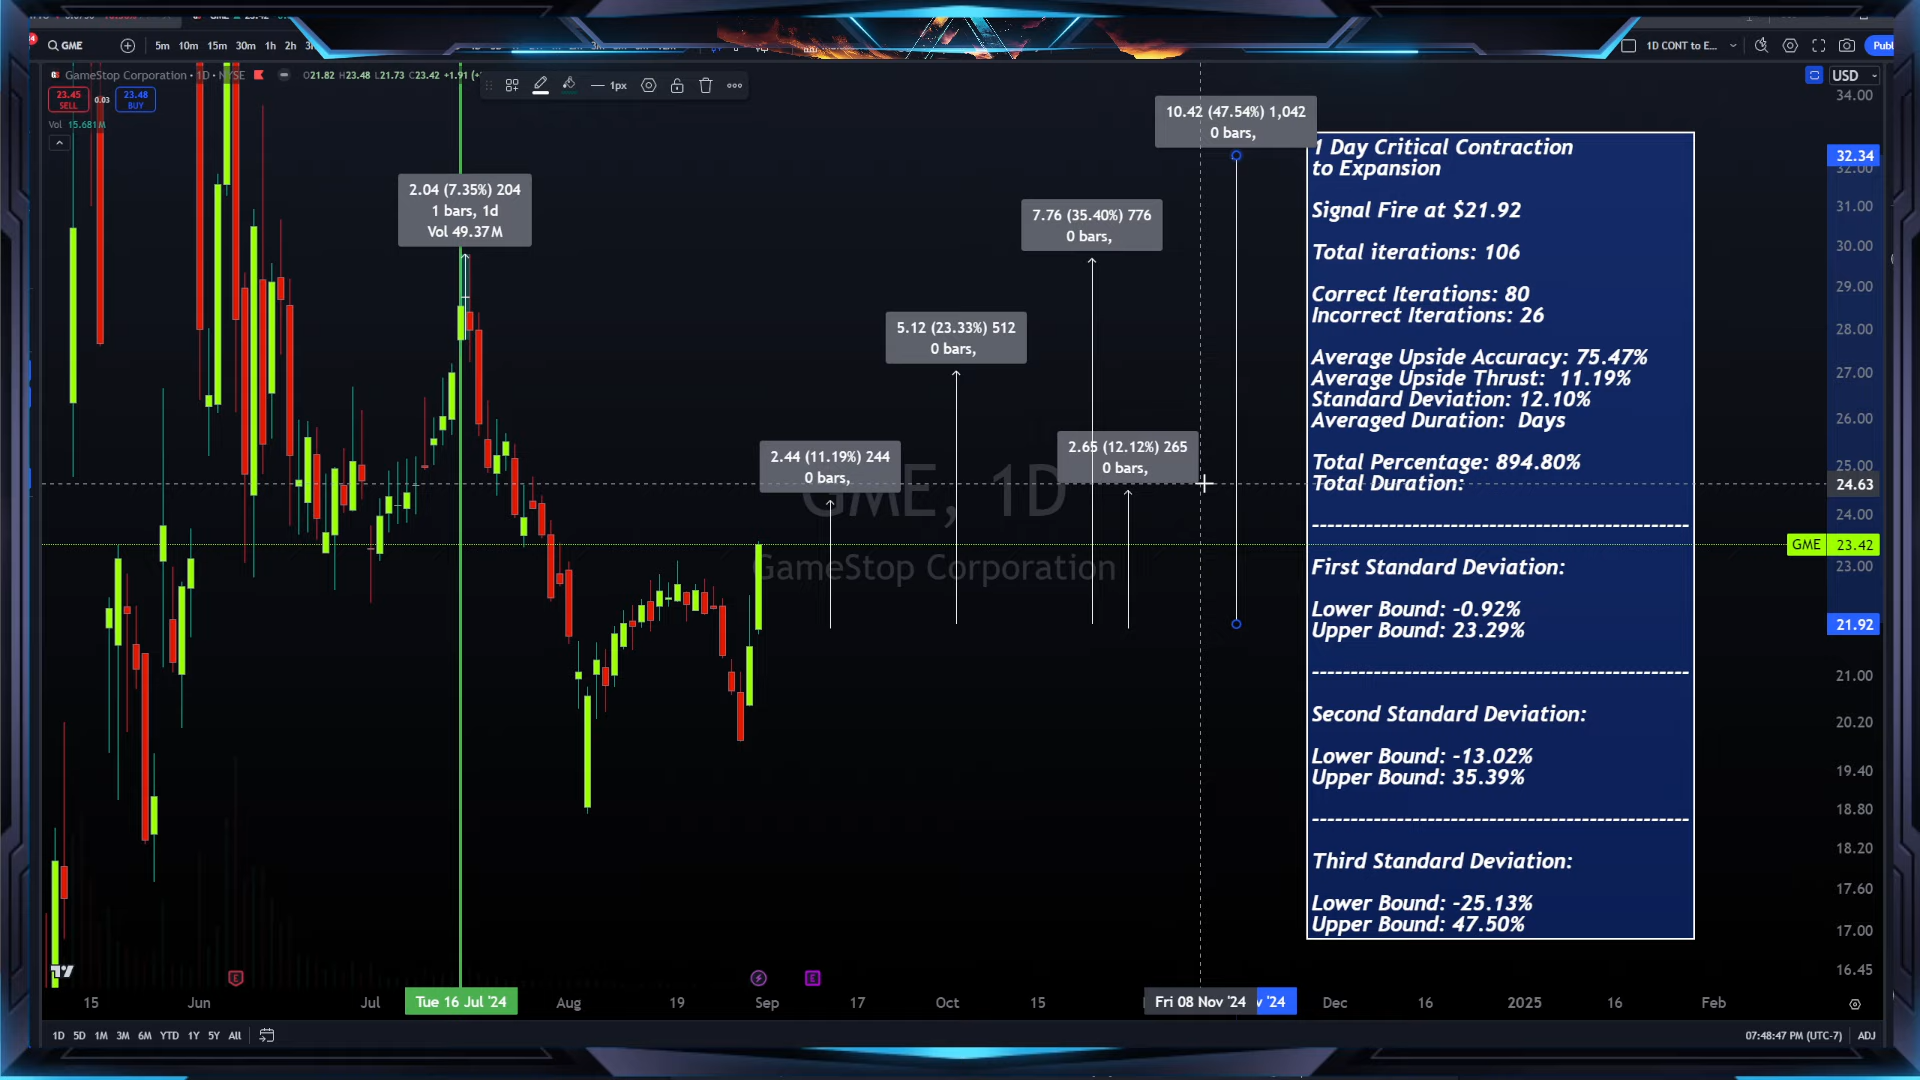 GME
5m 10m 15m 30m 1h 2h
1D CONT to E...
Publ
GameStop Corporation • 1D • NYSE
O21.82 H23.48 L21.73 C23.42 +1.91
23.45
SELL
0.03
23.48
BUY
Vol 15.681M
1px
USD
34.00
32.34
32.00
31.00
30.00
29.00
28.00
27.00
26.00
25.00
24.63
24.00
GME 23.42
23.00
21.92
21.00
20.20
19.40
18.80
18.20
17.60
17.00
16.45
2.04 (7.35%) 204
1 bars, 1d
Vol 49.37M
2.44 (11.19%) 244
0 bars,
5.12 (23.33%) 512
0 bars,
7.76 (35.40%) 776
0 bars,
2.65 (12.12%) 265
0 bars,
10.42 (47.54%) 1,042
0 bars,
GME, 1D
GameStop Corporation
1 Day Critical Contraction
to Expansion
Signal Fire at $21.92
Total iterations: 106
Correct Iterations: 80
Incorrect Iterations: 26
Average Upside Accuracy: 75.47%
Average Upside Thrust: 11.19%
Standard Deviation: 12.10%
Averaged Duration: Days
Total Percentage: 894.80%
Total Duration:
------------------------------------------------
First Standard Deviation:
Lower Bound: -0.92%
Upper Bound: 23.29%
------------------------------------------------
Second Standard Deviation:
Lower Bound: -13.02%
Upper Bound: 35.39%
------------------------------------------------
Third Standard Deviation:
Lower Bound: -25.13%
Upper Bound: 47.50%
15 Jun Jul Tue 16 Jul '24 Aug 19 Sep 17 Oct 15 Fri 08 Nov '24 v '24 Dec 16 2025 16 Feb
1D 5D 1M 3M 6M YTD 1Y 5Y All
07:48:47 PM (UTC-7) ADJ